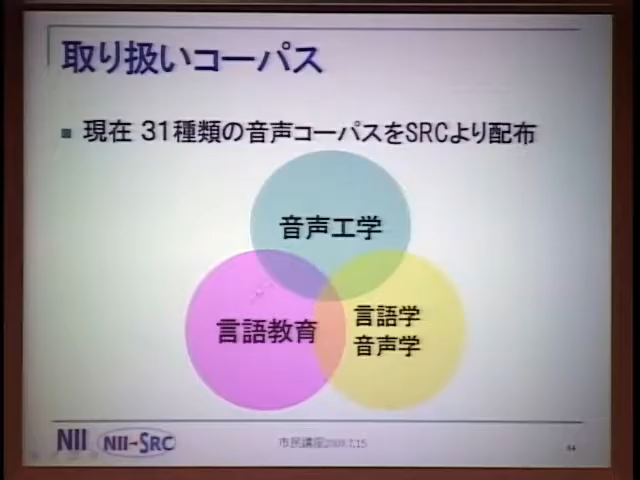 取り扱いコーパス
現在 31種類の音声コーパスをSRCより配布
音声工学
言語教育
言語学
音声学
NII NII-SRC
市民講座2009.7.15